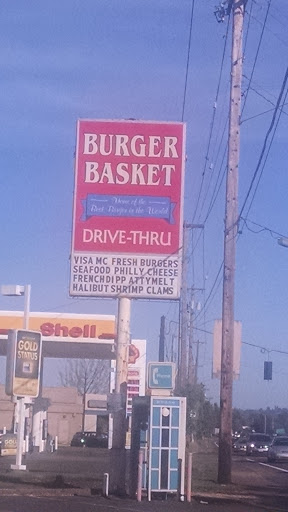 BURGER
BASKET
Home of the
Best Burger in the World
DRIVE-THRU
VISA MC FRESH BURGERS
SEAFOOD PHILLY CHEESE
FRENCHDIPP ATTYMELT
HALIBUT SHRIMP CLAMS
Shell
GOLD
STATUS